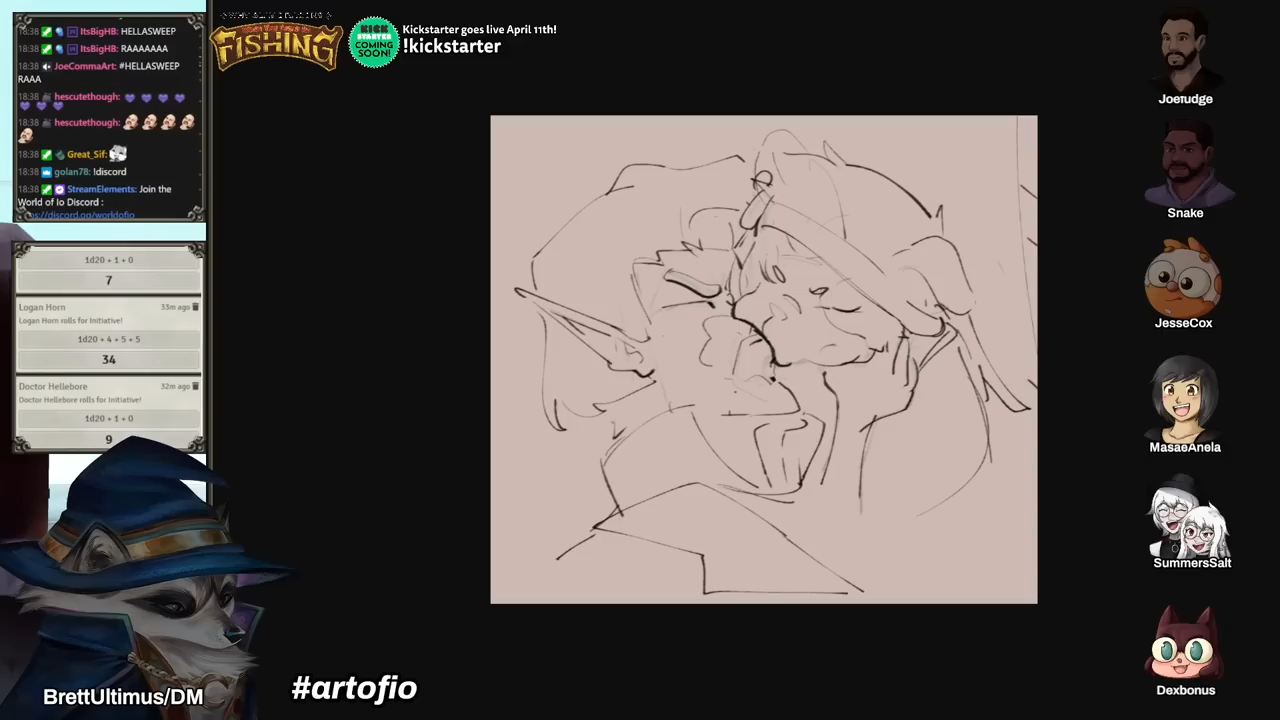 18:38 ItsBigHB: HELLASWEEP
18:38 ItsBigHB: RAAAAAAA
18:38 JoeCommaArt: #HELLASWEEP
RAAA
18:38 hescutethough:
18:38 hescutethough:
18:38 Great_Sif:
18:38 golan78: !discord
18:38 StreamElements: Join the
World of Io Discord :
1d20 + 1 + 0
7
Logan Horn 33m ago
Logan Horn rolls for Initiative!
1d20 + 4 + 5 + 5
34
Doctor Hellebore 32m ago
Doctor Hellebore rolls for Initiative!
1d20 + 1 + 0
9
BrettUltimus/DM
FISHING
KICK
STARTER
COMING
SOON!
Kickstarter goes live April 11th!
!kickstarter
#artofio
Joefudge
Snake
JesseCox
MasaeAnela
SummersSalt
Dexbonus